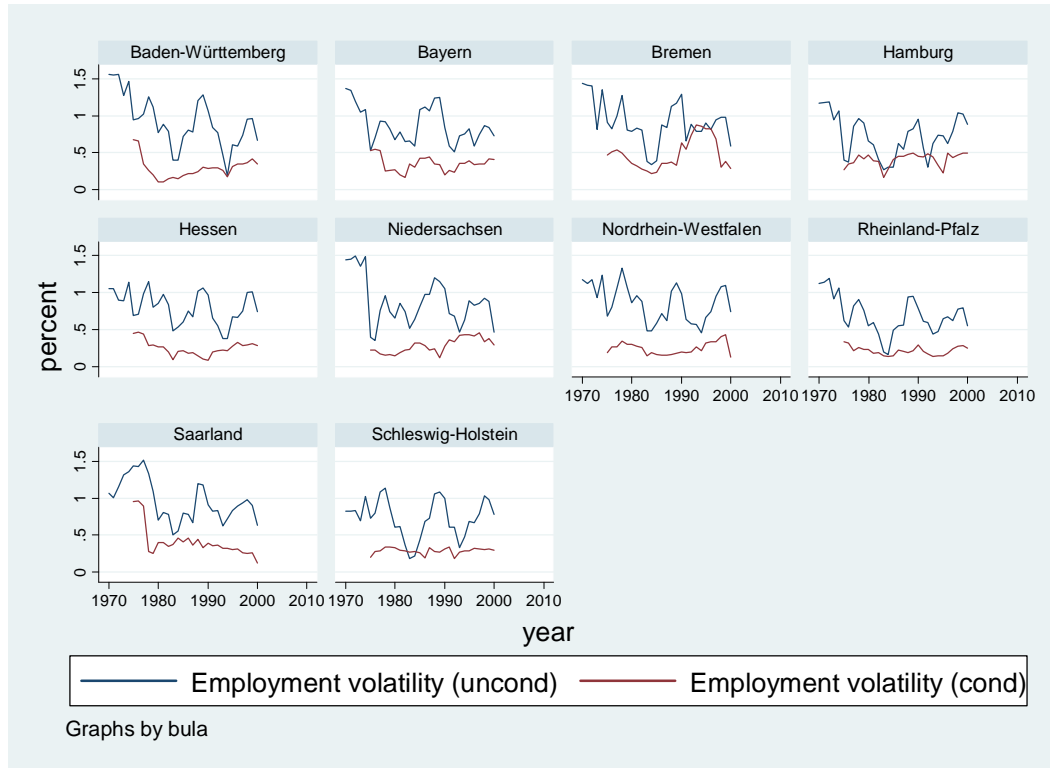 Baden-Württemberg
Bayern
Bremen
Hamburg
0 .5 1 1.5
Hessen
Niedersachsen
Nordrhein-Westfalen
Rheinland-Pfalz
0 .5 1 1.5
1970 1980 1990 2000 2010
1970 1980 1990 2000 2010
Saarland
Schleswig-Holstein
0 .5 1 1.5
1970 1980 1990 2000 2010
1970 1980 1990 2000 2010
percent
year
Employment volatility (uncond)
Employment volatility (cond)
Graphs by bula